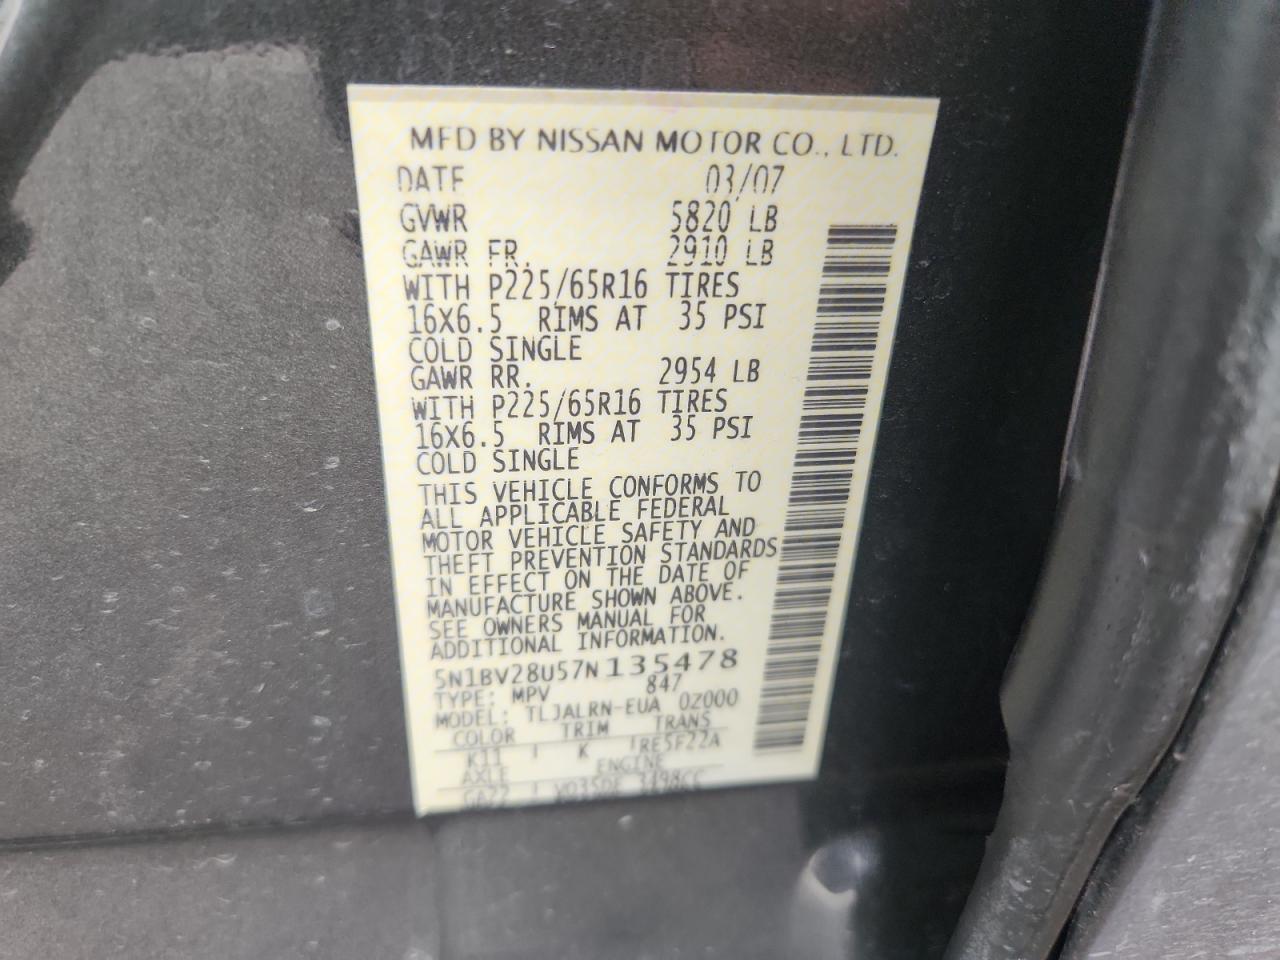 MFD BY NISSAN MOTOR CO., LTD.
DATE 03/07
GVWR 5820 LB
GAWR FR. 2910 LB
WITH P225/65R16 TIRES
16X6.5 RIMS AT 35 PSI
COLD SINGLE
GAWR RR. 2954 LB
WITH P225/65R16 TIRES
16X6.5 RIMS AT 35 PSI
COLD SINGLE
THIS VEHICLE CONFORMS TO
ALL APPLICABLE FEDERAL
MOTOR VEHICLE SAFETY AND
THEFT PREVENTION STANDARDS
IN EFFECT ON THE DATE OF
MANUFACTURE SHOWN ABOVE.
SEE OWNERS MANUAL FOR
ADDITIONAL INFORMATION.
5N1BV28U57N135478
TYPE: MPV 847
MODEL: TLJALRN-EUA 0Z000
COLOR TRIM TRANS
K11 K RE5F22A
AXLE ENGINE
GA22 VQ35DE 3498CC